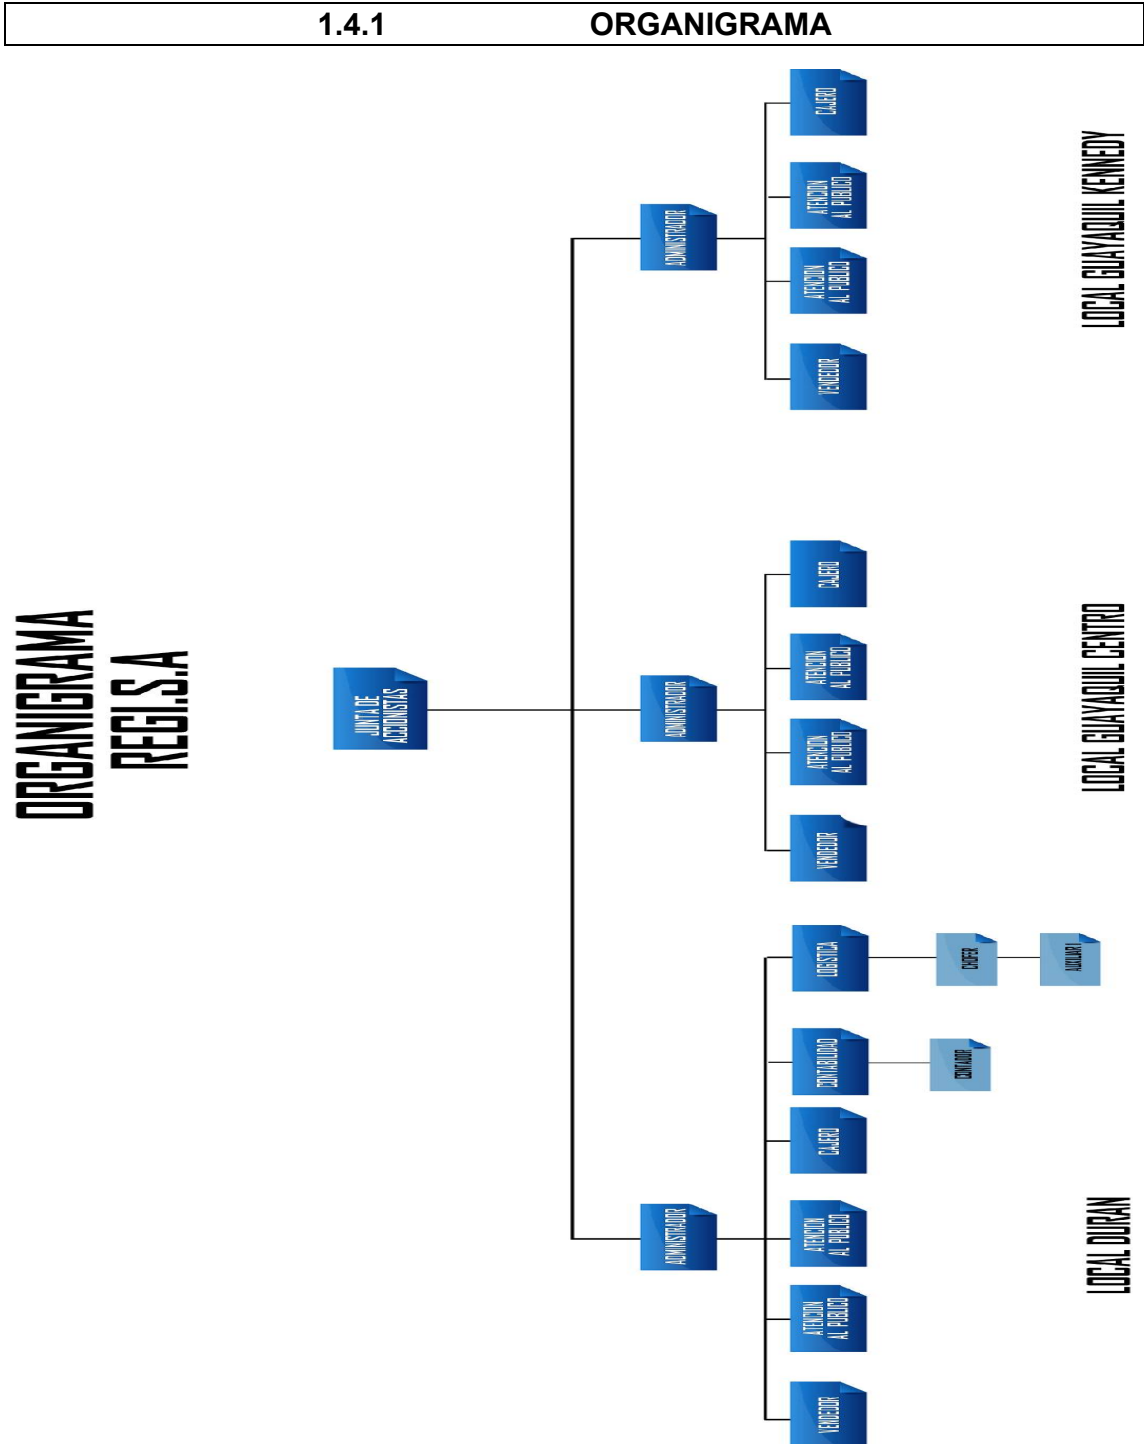 1.4.1 ORGANIGRAMA
ORGANIGRAMA
REGI.S.A
JUNTA DE
ACCIONISTAS
ADMINISTRADOR
ADMINISTRADOR
ADMINISTRADOR
VENDEDOR
ATENCION
AL PUBLICO
ATENCION
AL PUBLICO
CAJERO
CONTABILIDAD
LOGISTICA
VENDEDOR
ATENCION
AL PUBLICO
ATENCION
AL PUBLICO
CAJERO
VENDEDOR
ATENCION
AL PUBLICO
ATENCION
AL PUBLICO
CAJERO
CONTADOR
CHOFER
AUXILIAR I
LOCAL DURAN
LOCAL GUAYAQUIL CENTRO
LOCAL GUAYAQUIL KENNEDY